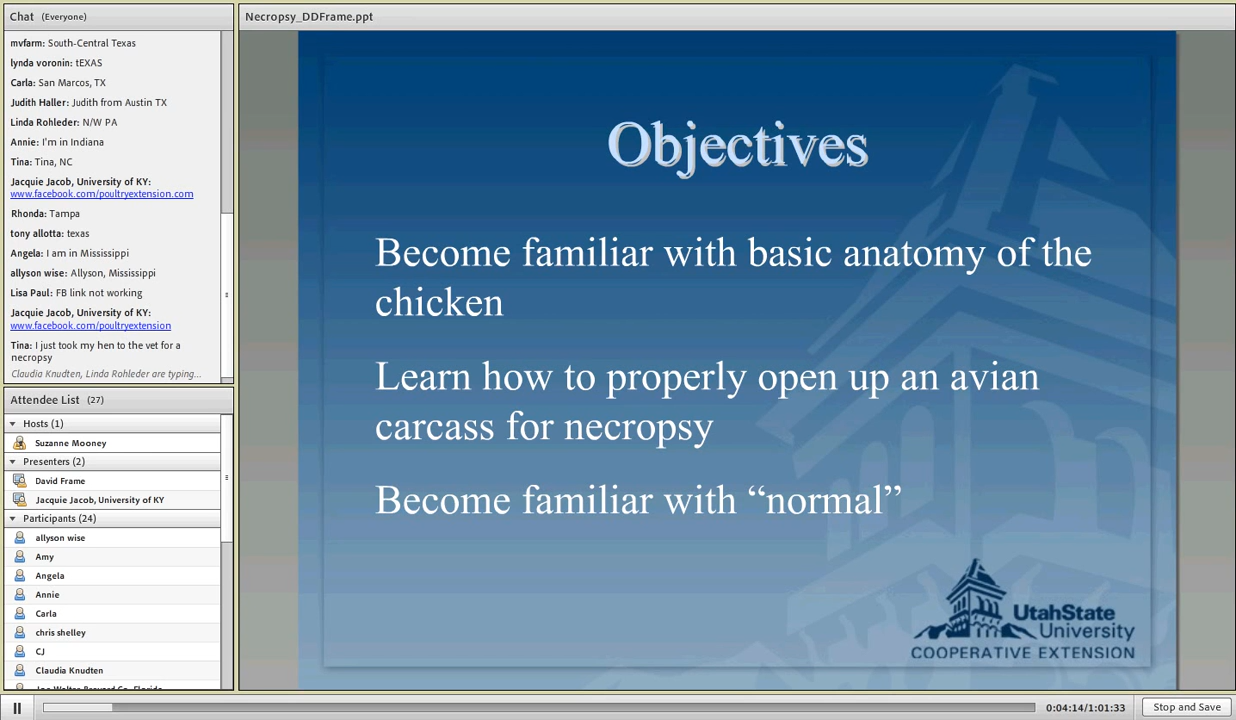 Chat (Everyone)
mvfarm: South-Central Texas
lynda voronin: tEXAS
Carla: San Marcos, TX
Judith Haller: Judith from Austin TX
Linda Rohleder: N/W PA
Annie: I'm in Indiana
Tina: Tina, NC
Jacquie Jacob, University of KY:
www.facebook.com/poultryextension.com
Rhonda: Tampa
tony allotta: texas
Angela: I am in Mississippi
allyson wise: Allyson, Mississippi
Lisa Paul: FB link not working
Jacquie Jacob, University of KY:
www.facebook.com/poultryextension
Tina: I just took my hen to the vet for a
necropsy
Claudia Knudten, Linda Rohleder are typing...
Attendee List (27)
Hosts (1)
Suzanne Mooney
Presenters (2)
David Frame
Jacquie Jacob, University of KY
Participants (24)
allyson wise
Amy
Angela
Annie
Carla
chris shelley
CJ
Claudia Knudten
Necropsy_DDFrame.ppt
Objectives
Become familiar with basic anatomy of the
chicken
Learn how to properly open up an avian
carcass for necropsy
Become familiar with “normal”
UtahState
University
COOPERATIVE EXTENSION
0:04:14/1:01:33
Stop and Save